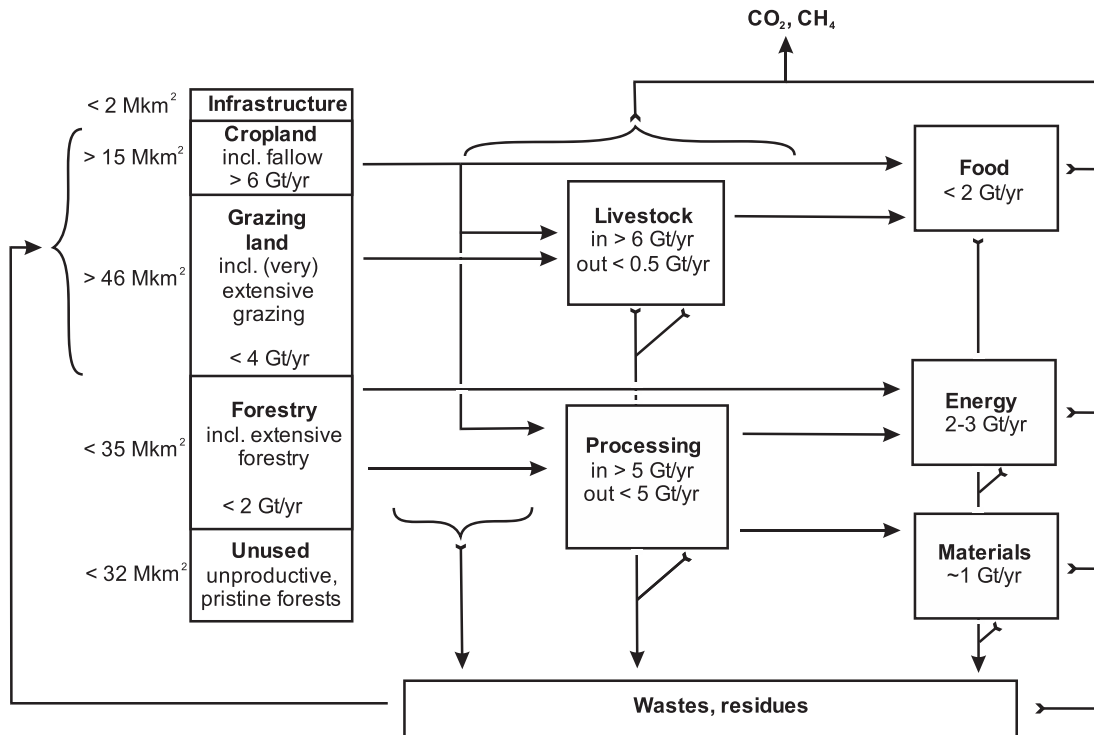 CO₂, CH₄
< 2 Mkm²
Infrastructure
> 15 Mkm²
Cropland
incl. fallow
> 6 Gt/yr
> 46 Mkm²
Grazing
land
incl. (very)
extensive
grazing
< 4 Gt/yr
< 35 Mkm²
Forestry
incl. extensive
forestry
< 2 Gt/yr
< 32 Mkm²
Unused
unproductive,
pristine forests
Livestock
in > 6 Gt/yr
out < 0.5 Gt/yr
Processing
in > 5 Gt/yr
out < 5 Gt/yr
Food
< 2 Gt/yr
Energy
2-3 Gt/yr
Materials
~1 Gt/yr
Wastes, residues